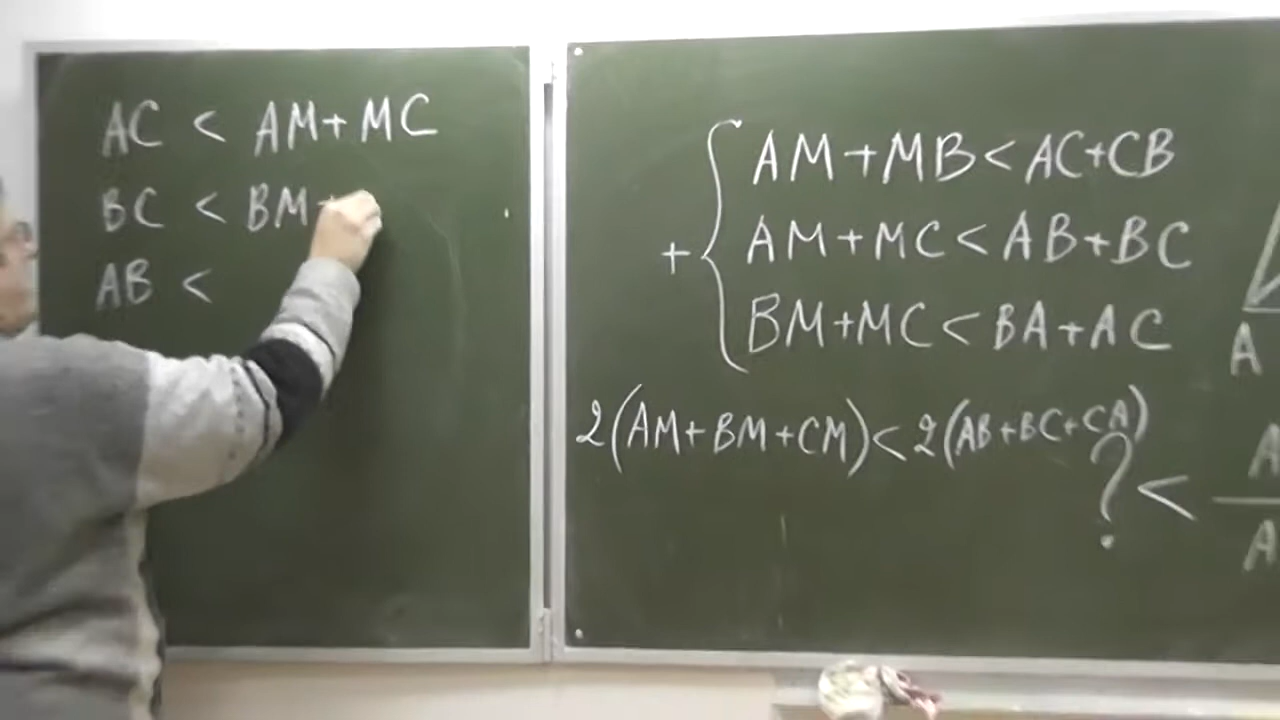 AC < AM+MC
BC < BM+
AB <
+ { AM+MB < AC+CB
AM+MC < AB+BC
BM+MC < BA+AC
2(AM+BM+CM) < 2(AB+BC+CA)
? <
A
A
A